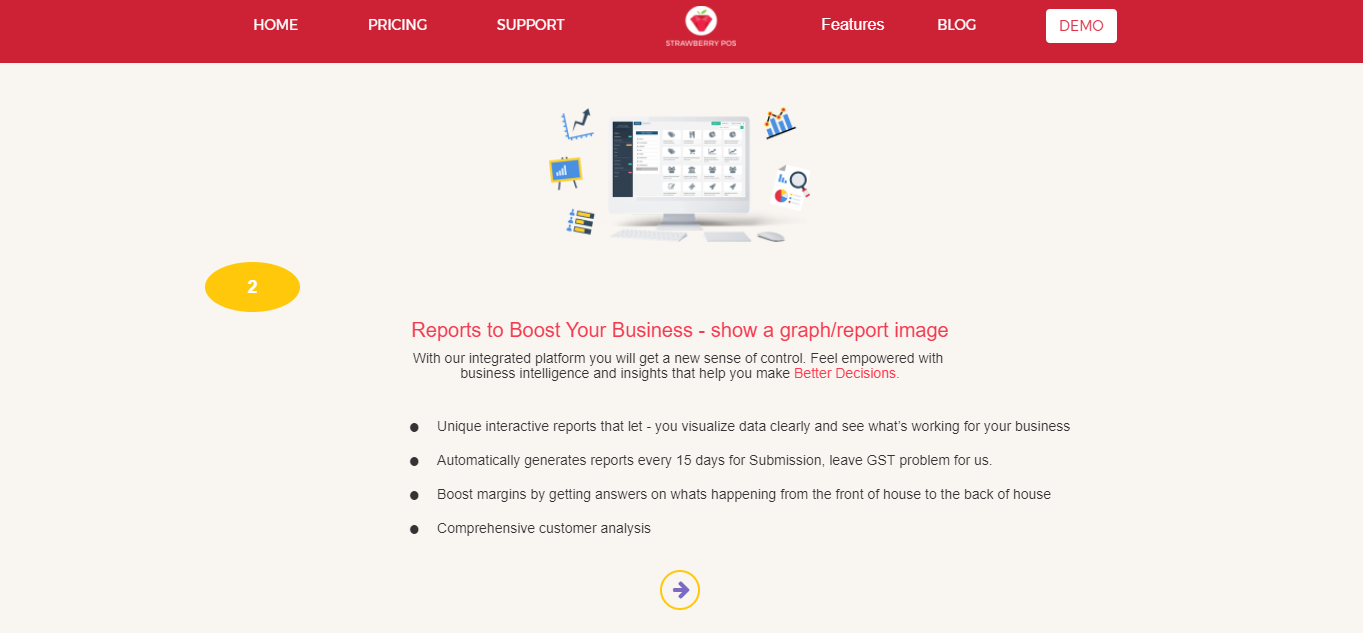 HOME PRICING SUPPORT STRAWBERRY POS Features BLOG DEMO
2
Reports to Boost Your Business - show a graph/report image
With our integrated platform you will get a new sense of control. Feel empowered with
business intelligence and insights that help you make Better Decisions.
Unique interactive reports that let - you visualize data clearly and see what’s working for your business
Automatically generates reports every 15 days for Submission, leave GST problem for us.
Boost margins by getting answers on whats happening from the front of house to the back of house
Comprehensive customer analysis